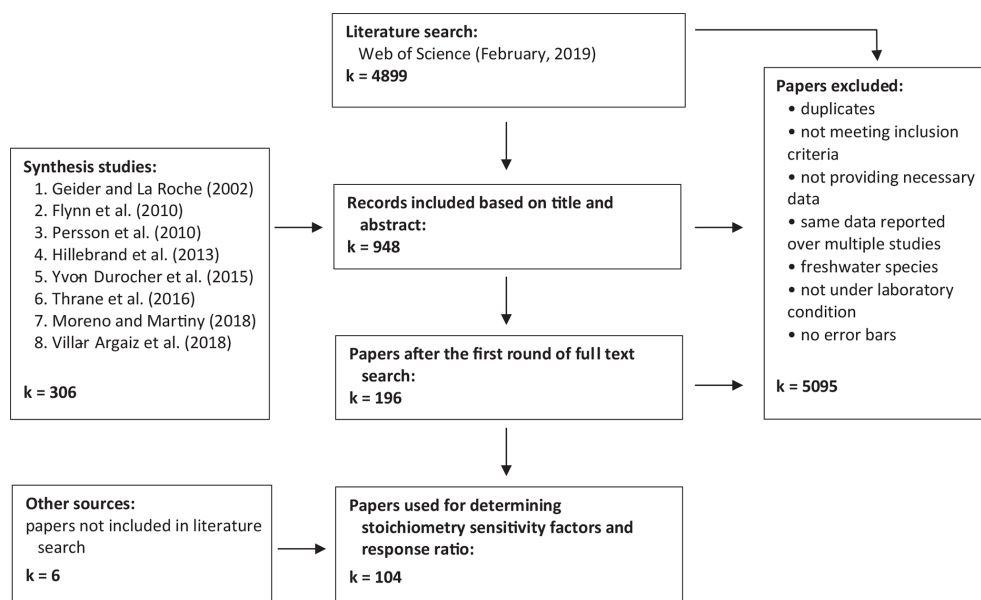 Literature search:
Web of Science (February, 2019)
k = 4899
Papers excluded:
• duplicates
• not meeting inclusion
criteria
• not providing necessary
data
• same data reported
over multiple studies
• freshwater species
• not under laboratory
condition
• no error bars
k = 5095
Synthesis studies:
1. Geider and La Roche (2002)
2. Flynn et al. (2010)
3. Persson et al. (2010)
4. Hillebrand et al. (2013)
5. Yvon Durocher et al. (2015)
6. Thrane et al. (2016)
7. Moreno and Martiny (2018)
8. Villar Argaiz et al. (2018)
k = 306
Records included based on title and
abstract:
k = 948
Papers after the first round of full text
search:
k = 196
Other sources:
papers not included in literature
search
k = 6
Papers used for determining
stoichiometry sensitivity factors and
response ratio:
k = 104